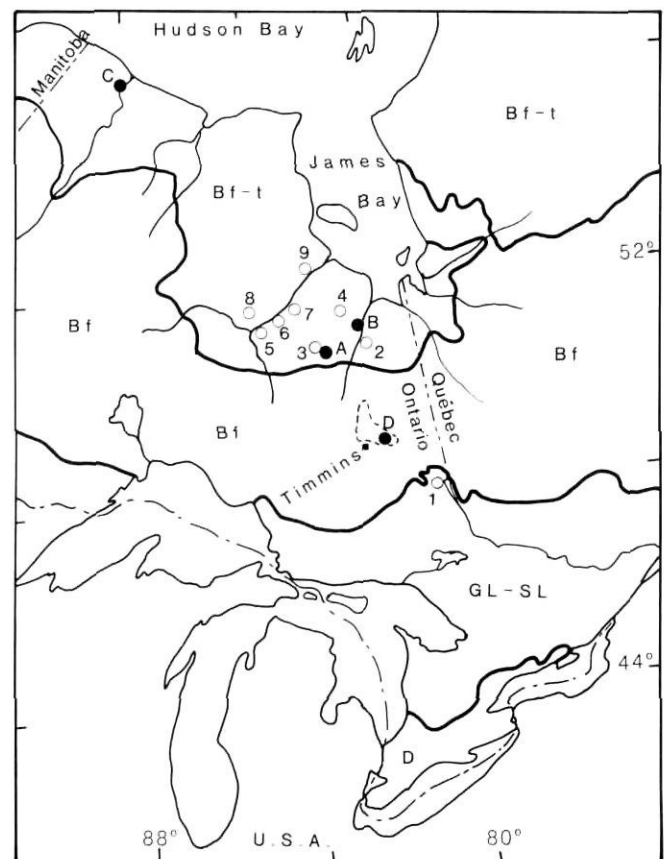 Hudson Bay
Manitoba
C
Bf-t
James
Bay
Bf-t
52°
9
8
7
4
B
6
5
3
A
2
Bf
Bf
Bf
Québec
Ontario
D
Timmins
1
GL-SL
44°
D
88°
U.S.A.
80°